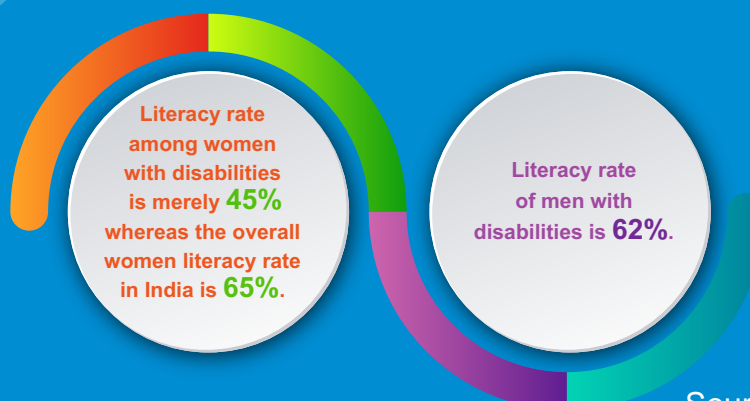 Literacy rate
among women
with disabilities
is merely 45%
whereas the overall
women literacy rate
in India is 65%.
Literacy rate
of men with
disabilities is 62%.